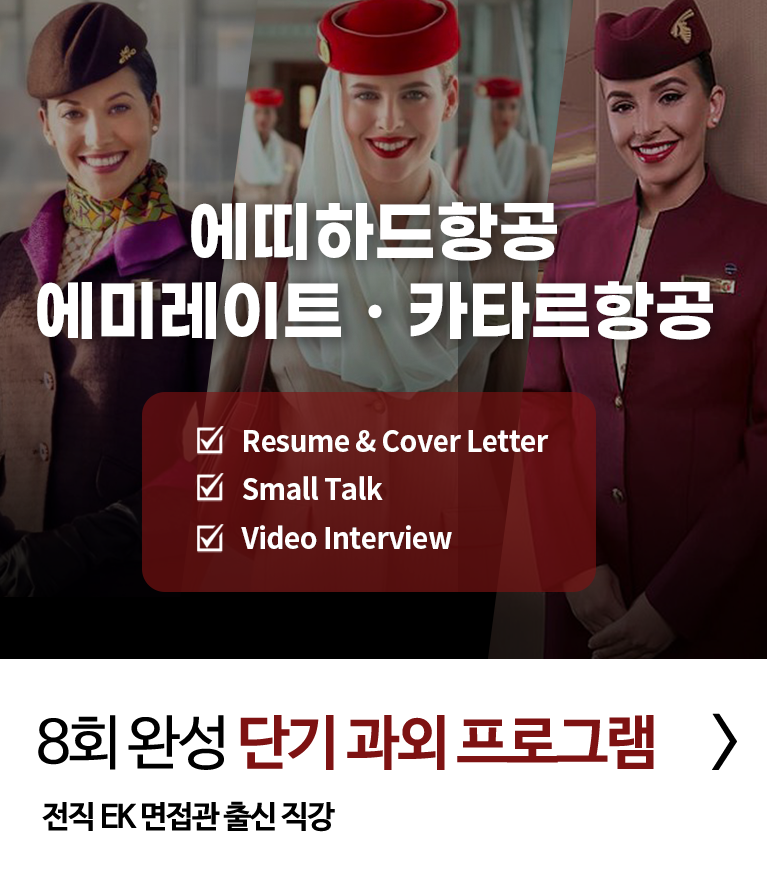 에띠하드항공
에미레이트 · 카타르항공
Resume & Cover Letter
Small Talk
Video Interview
8회 완성 단기 과외 프로그램
전직 EK 면접관 출신 직강